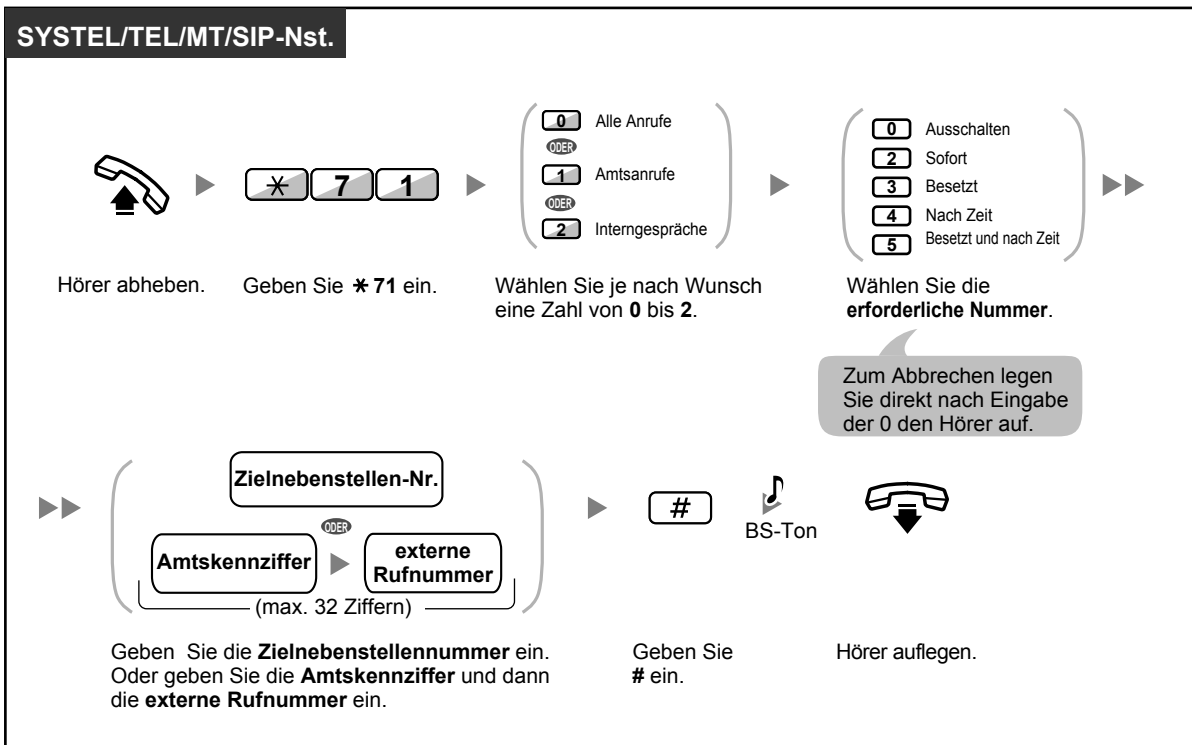 SYSTEL/TEL/MT/SIP-Nst.
0 Alle Anrufe
ODER
1 Amtsanrufe
ODER
2 Interngespräche
0 Ausschalten
2 Sofort
3 Besetzt
4 Nach Zeit
5 Besetzt und nach Zeit
* 7 1
Hörer abheben.
Geben Sie * 71 ein.
Wählen Sie je nach Wunsch
eine Zahl von 0 bis 2.
Wählen Sie die
erforderliche Nummer.
Zum Abbrechen legen
Sie direkt nach Eingabe
der 0 den Hörer auf.
Zielnebenstellen-Nr.
ODER
Amtskennziffer
externe
Rufnummer
(max. 32 Ziffern)
#
BS-Ton
Geben Sie die Zielnebenstellennummer ein.
Oder geben Sie die Amtskennziffer und dann
die externe Rufnummer ein.
Geben Sie
# ein.
Hörer auflegen.